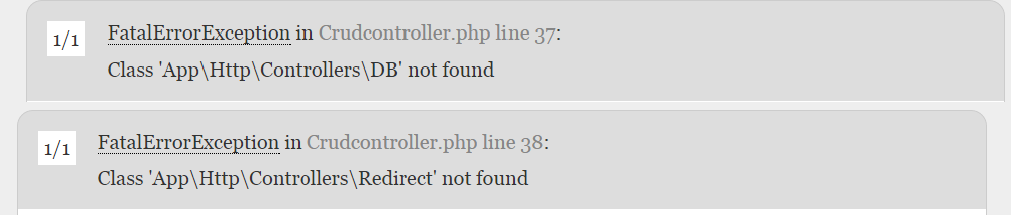 1/1 FatalErrorException in Crudcontroller.php line 37:
Class 'App\Http\Controllers\DB' not found
1/1 FatalErrorException in Crudcontroller.php line 38:
Class 'App\Http\Controllers\Redirect' not found